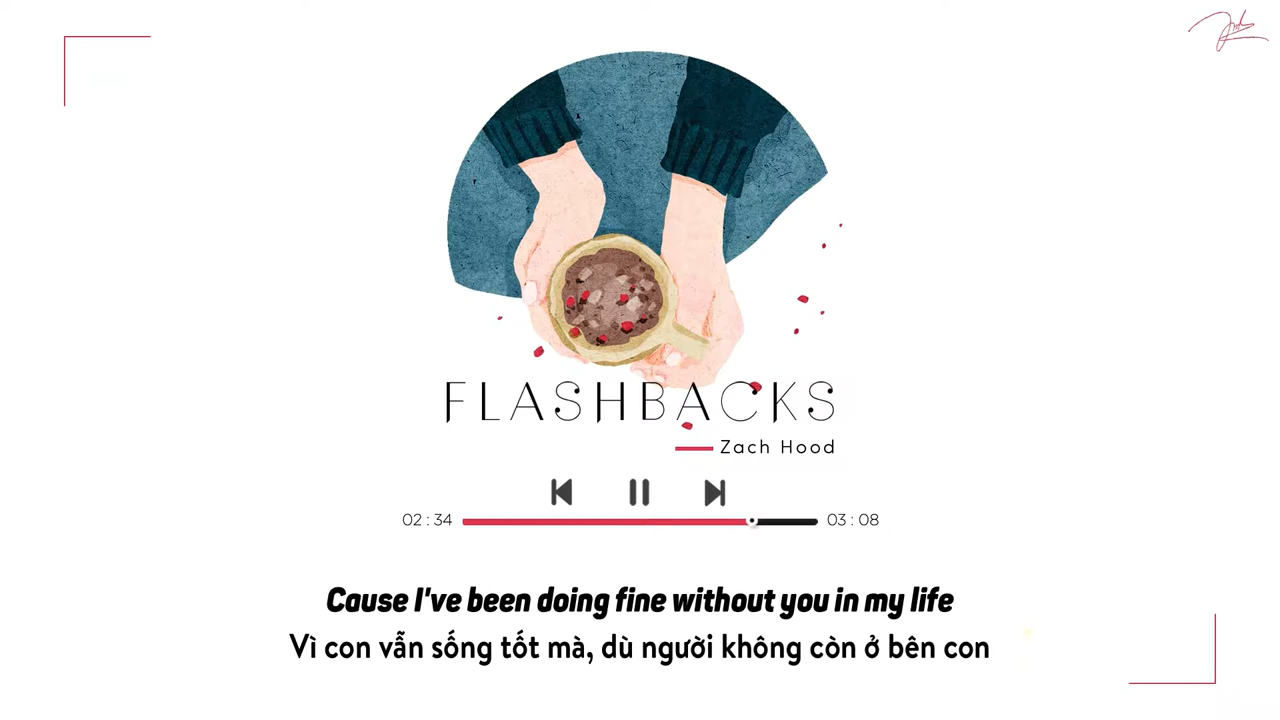 FLASHBACKS
Zach Hood
02 : 34 03 : 08
Cause I've been doing fine without you in my life
Vì con vẫn sống tốt mà, dù người không còn ở bên con